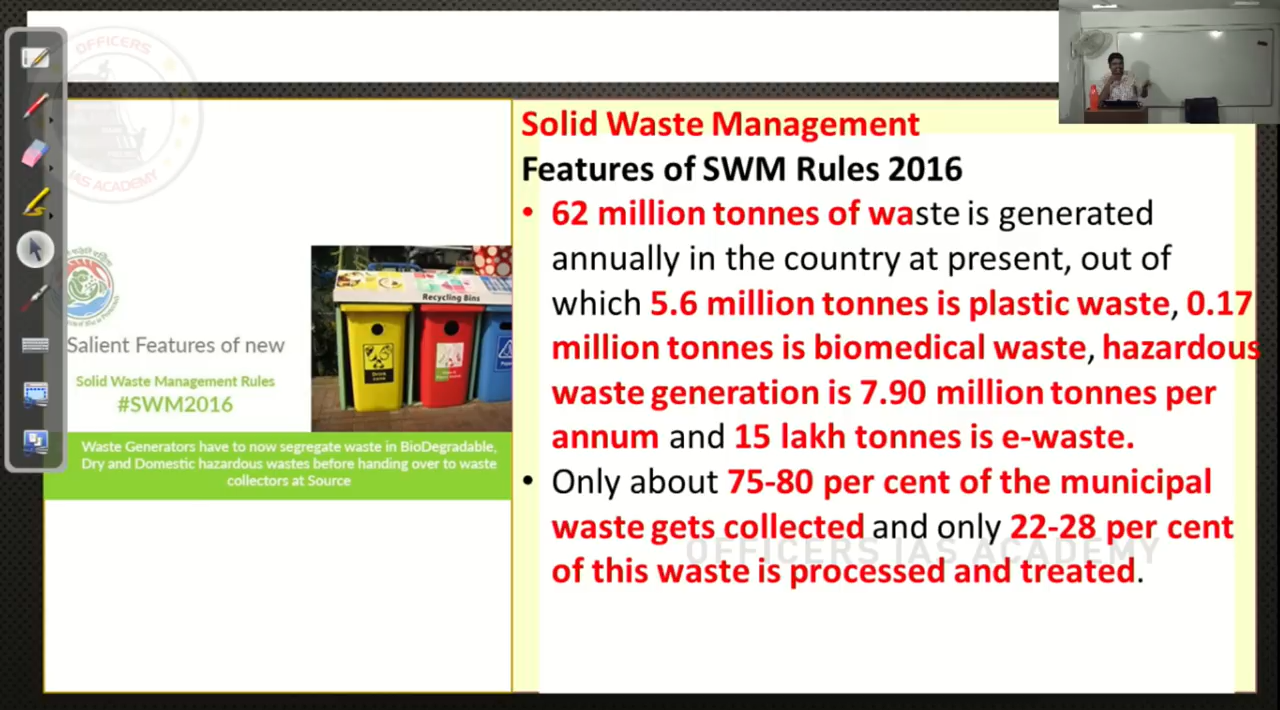 OFFICERS
IAS ACADEMY
Recycling Bins
Salient Features of new
Solid Waste Management Rules
#SWM2016
Waste Generators have to now segregate waste in BioDegradable,
Dry and Domestic hazardous wastes before handing over to waste
collectors at Source
Solid Waste Management
Features of SWM Rules 2016
• 62 million tonnes of waste is generated
annually in the country at present, out of
which 5.6 million tonnes is plastic waste, 0.17
million tonnes is biomedical waste, hazardous
waste generation is 7.90 million tonnes per
annum and 15 lakh tonnes is e-waste.
• Only about 75-80 per cent of the municipal
waste gets collected and only 22-28 per cent
OFFICERS IAS ACADEMY
of this waste is processed and treated.